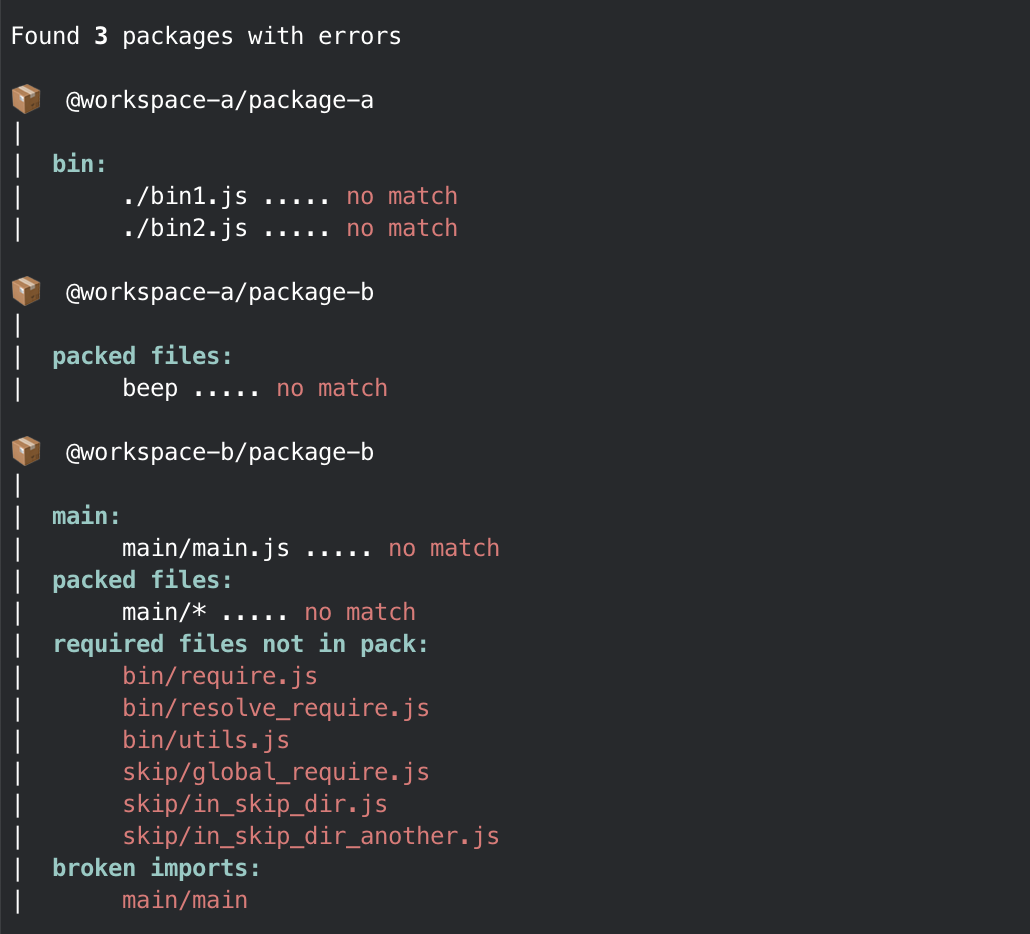 Found 3 packages with errors
📦 @workspace-a/package-a
|
| bin:
| ./bin1.js ..... no match
| ./bin2.js ..... no match
📦 @workspace-a/package-b
|
| packed files:
| beep ..... no match
📦 @workspace-b/package-b
|
| main:
| main/main.js ..... no match
| packed files:
| main/* ..... no match
| required files not in pack:
| bin/require.js
| bin/resolve_require.js
| bin/utils.js
| skip/global_require.js
| skip/in_skip_dir.js
| skip/in_skip_dir_another.js
| broken imports:
| main/main